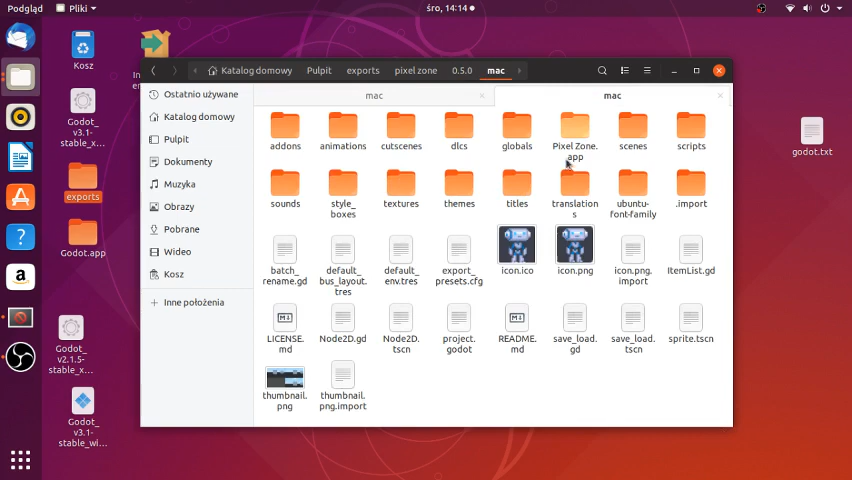 Podgląd
Pliki
śro, 14:14
Kosz
In
er
Godot_
v3.1-
stable_x...
exports
Godot.app
Godot_
v2.1.5-
stable_x...
Godot_
v3.1-
stable_wi...
godot.txt
Katalog domowy
Pulpit
exports
pixel zone
0.5.0
mac
Ostatnio używane
Katalog domowy
Pulpit
Dokumenty
Muzyka
Obrazy
Pobrane
Wideo
Kosz
+ Inne położenia
mac
mac
addons
animations
cutscenes
dlcs
globals
Pixel Zone.
app
scenes
scripts
sounds
style_
boxes
textures
themes
titles
translation
s
ubuntu-
font-family
.import
batch_
rename.gd
default_
bus_layout.
tres
default_
env.tres
export_
presets.cfg
icon.ico
icon.png
icon.png.
import
ItemList.gd
LICENSE.
md
Node2D.gd
Node2D.
tscn
project.
godot
README.
md
save_load.
gd
save_load.
tscn
sprite.tscn
thumbnail.
png
thumbnail.
png.import